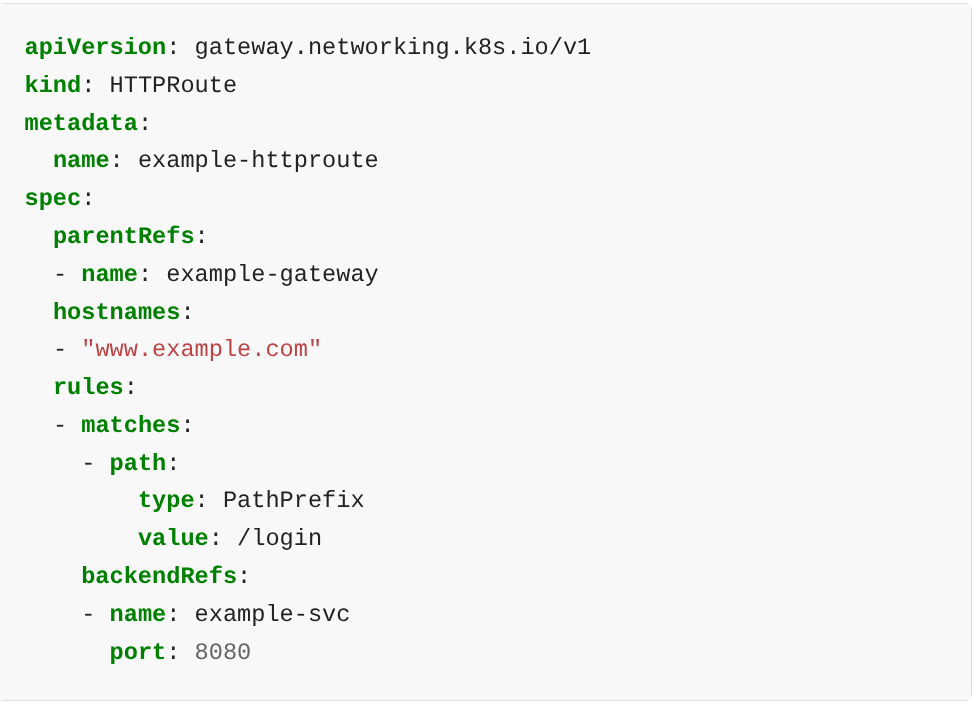 apiVersion: gateway.networking.k8s.io/v1
kind: HTTPRoute
metadata:
  name: example-httproute
spec:
  parentRefs:
  - name: example-gateway
  hostnames:
  - "www.example.com"
  rules:
  - matches:
    - path:
        type: PathPrefix
        value: /login
    backendRefs:
    - name: example-svc
      port: 8080